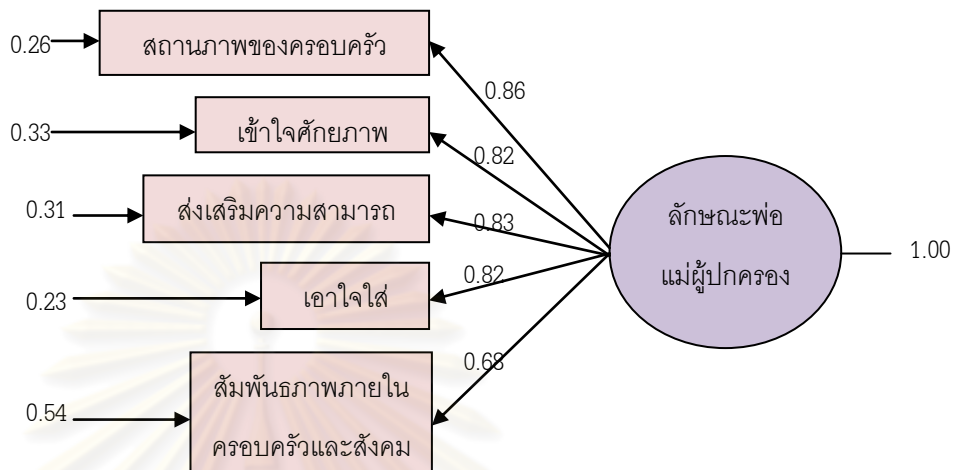 0.26
สถานภาพของครอบครัว
0.86
0.33
เข้าใจศักยภาพ
0.82
0.31
ส่งเสริมความสามารถ
0.83
ลักษณะพ่อ
แม่ผู้ปกครอง
1.00
0.23
เอาใจใส่
0.82
0.54
สัมพันธภาพภายใน
ครอบครัวและสังคม
0.68